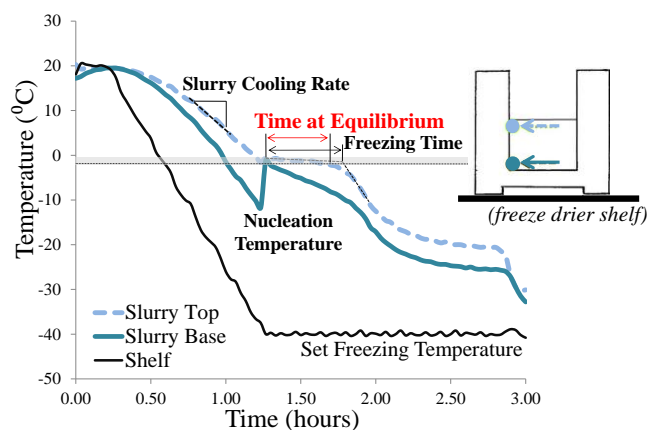 30
20
10
0
-10
-20
-30
-40
-50
Temperature (⁰C)
Slurry Cooling Rate
Time at Equilibrium
Freezing Time
Nucleation
Temperature
(freeze drier shelf)
Slurry Top
Slurry Base
Shelf
Set Freezing Temperature
0.00 0.50 1.00 1.50 2.00 2.50 3.00
Time (hours)